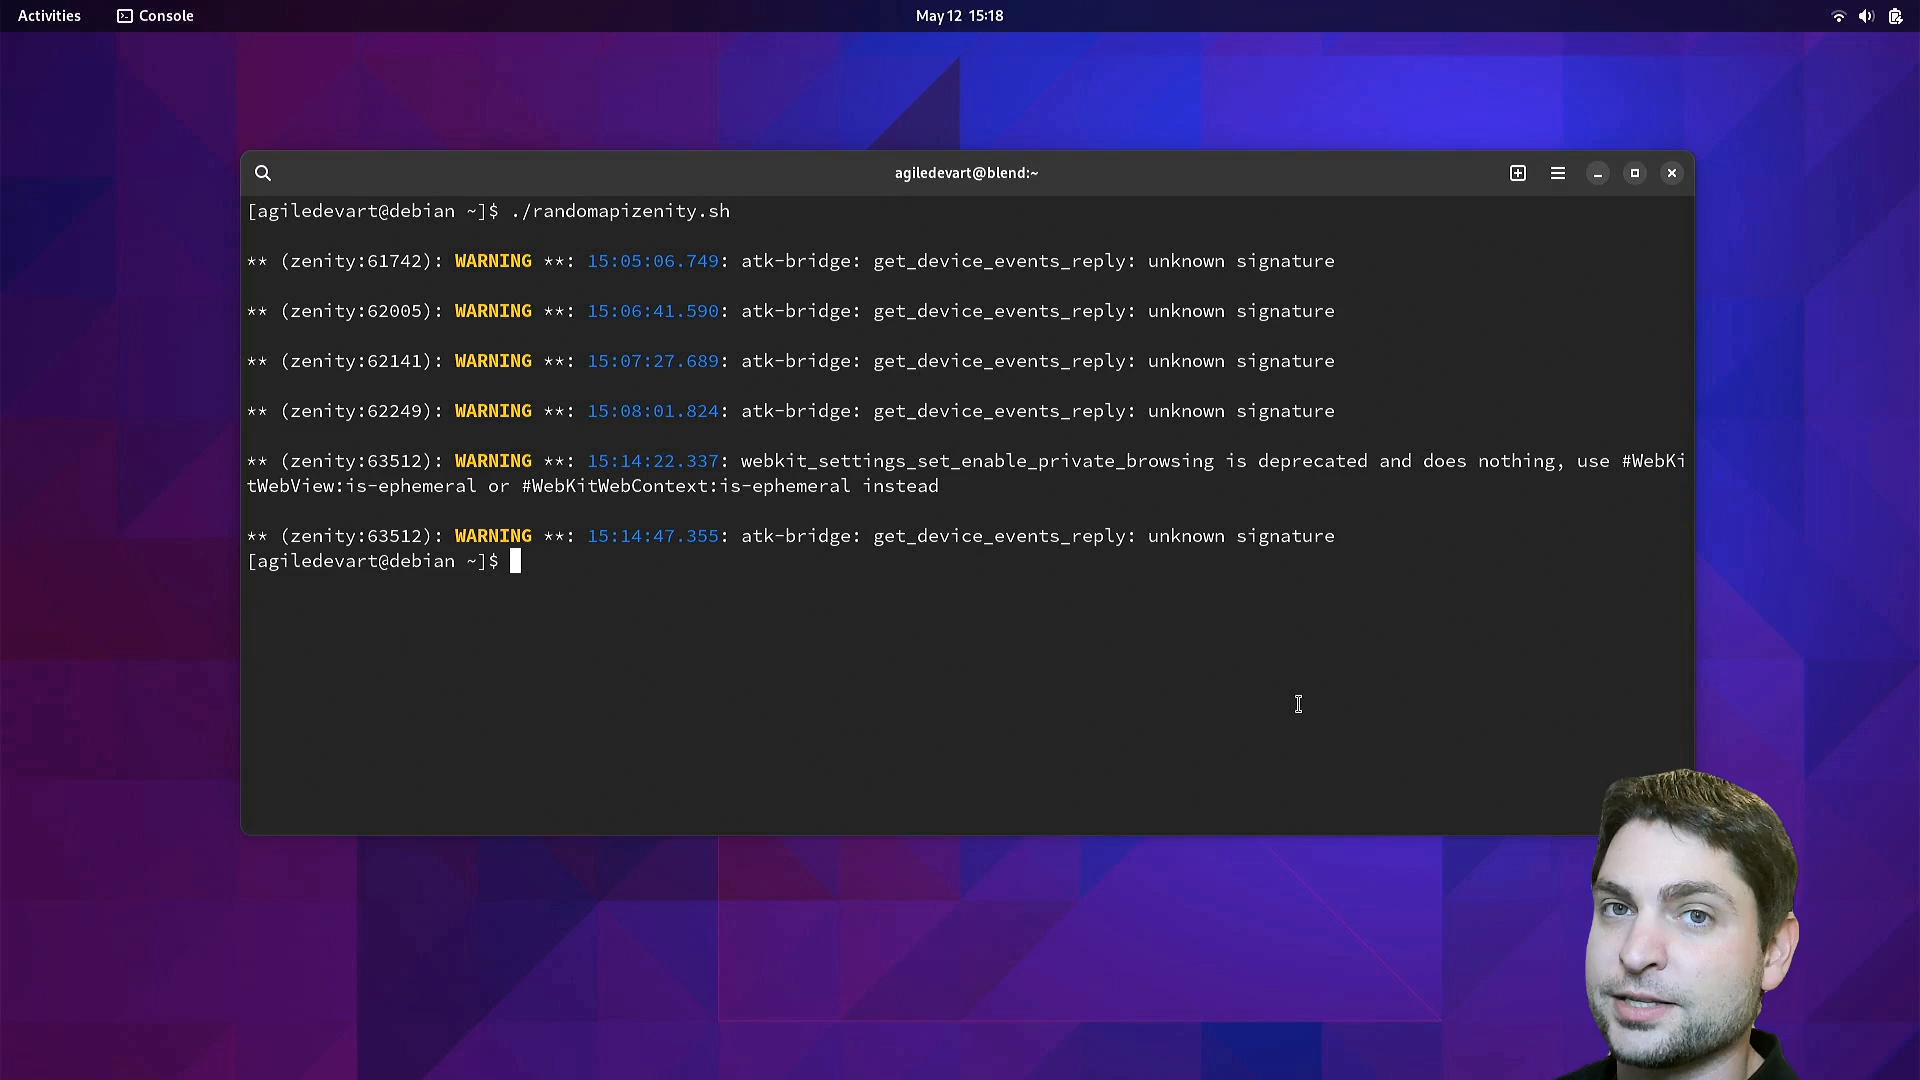 Activities Console May 12 15:18
agiledevart@blend:~
[agiledevart@debian ~]$ ./randomapizenity.sh
** (zenity:61742): WARNING **: 15:05:06.749: atk-bridge: get_device_events_reply: unknown signature
** (zenity:62005): WARNING **: 15:06:41.590: atk-bridge: get_device_events_reply: unknown signature
** (zenity:62141): WARNING **: 15:07:27.689: atk-bridge: get_device_events_reply: unknown signature
** (zenity:62249): WARNING **: 15:08:01.824: atk-bridge: get_device_events_reply: unknown signature
** (zenity:63512): WARNING **: 15:14:22.337: webkit_settings_set_enable_private_browsing is deprecated and does nothing, use #WebKi
tWebView:is-ephemeral or #WebKitWebContext:is-ephemeral instead
** (zenity:63512): WARNING **: 15:14:47.355: atk-bridge: get_device_events_reply: unknown signature
[agiledevart@debian ~]$